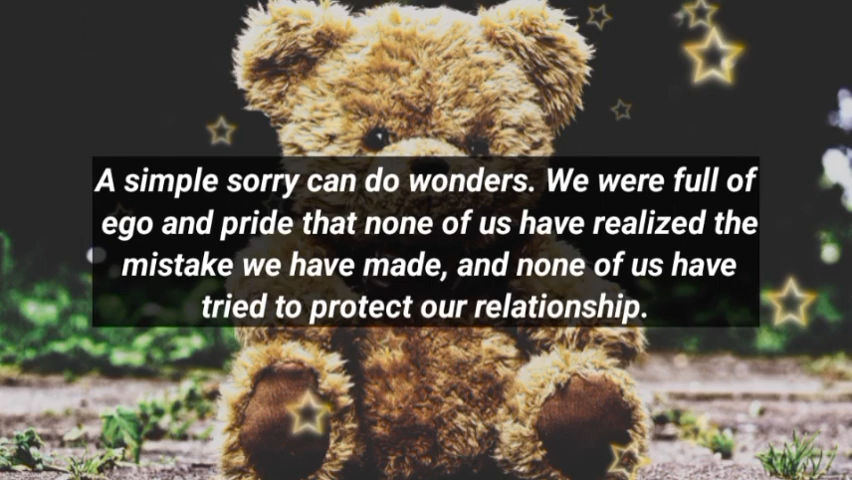 A simple sorry can do wonders. We were full of
ego and pride that none of us have realized the
mistake we have made, and none of us have
tried to protect our relationship.